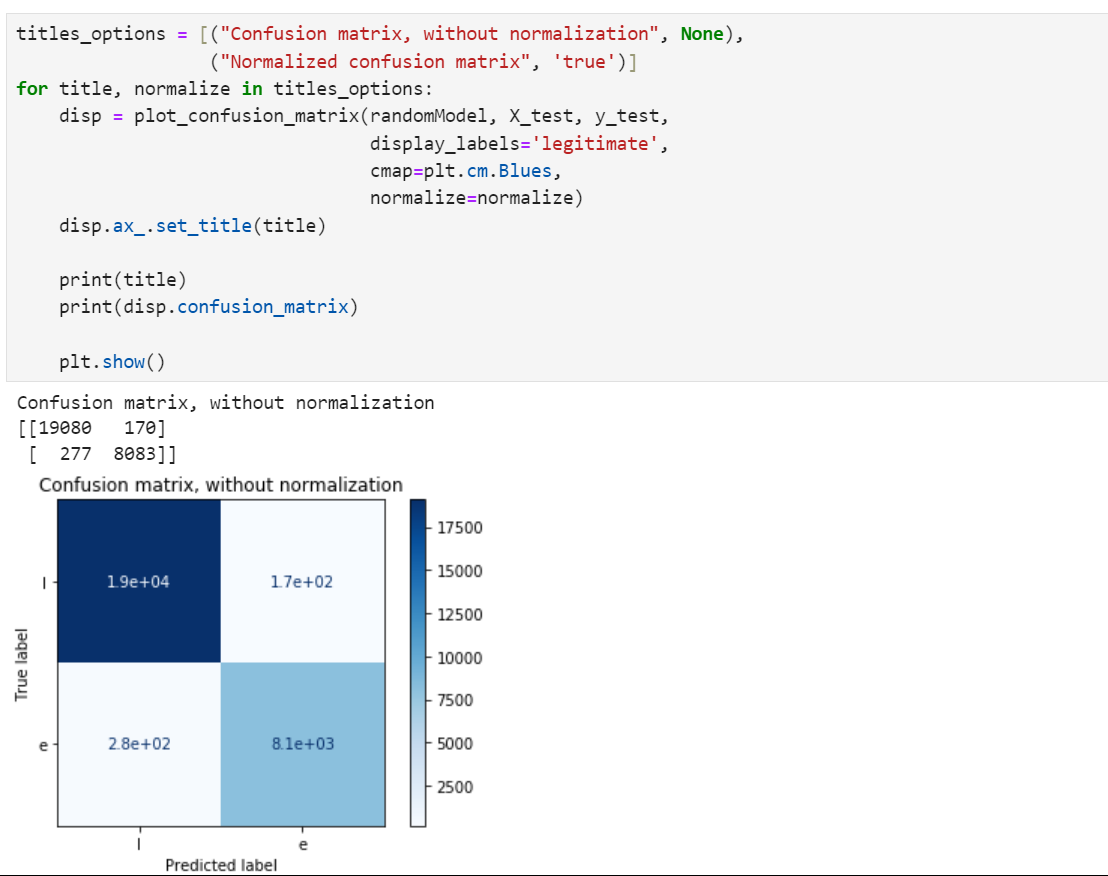 titles_options = [("Confusion matrix, without normalization", None),
                  ("Normalized confusion matrix", 'true')]
for title, normalize in titles_options:
    disp = plot_confusion_matrix(randomModel, X_test, y_test,
                                 display_labels='legitimate',
                                 cmap=plt.cm.Blues,
                                 normalize=normalize)
    disp.ax_.set_title(title)
    print(title)
    print(disp.confusion_matrix)
    plt.show()
Confusion matrix, without normalization
[[19080   170]
 [  277  8083]]
Confusion matrix, without normalization
True label
l
1.9e+04
1.7e+02
e
2.8e+02
8.1e+03
l
e
Predicted label
17500
15000
12500
10000
7500
5000
2500